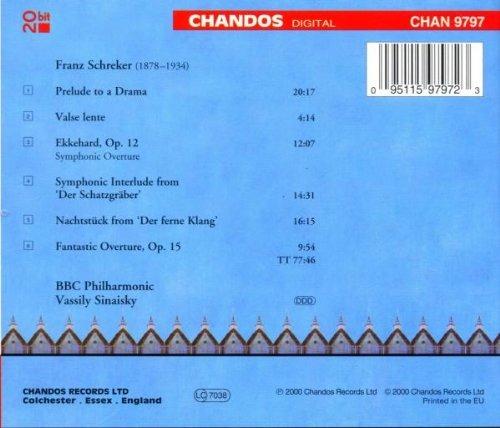 20
bit
CHANDOS DIGITAL
CHAN 9797
Franz Schreker (1878–1934)
1 Prelude to a Drama 20:17
2 Valse lente 4:14
3 Ekkehard, Op. 12 12:07
Symphonic Overture
4 Symphonic Interlude from
'Der Schatzgräber' 14:31
5 Nachtstück from 'Der ferne Klang' 16:15
6 Fantastic Overture, Op. 15 9:54
TT 77:46
BBC Philharmonic
Vassily Sinaisky
DDD
0 95115 97972 3
CHANDOS RECORDS LTD
Colchester . Essex . England
LC 7038
℗ 2000 Chandos Records Ltd © 2000 Chandos Records Ltd
Printed in the EU